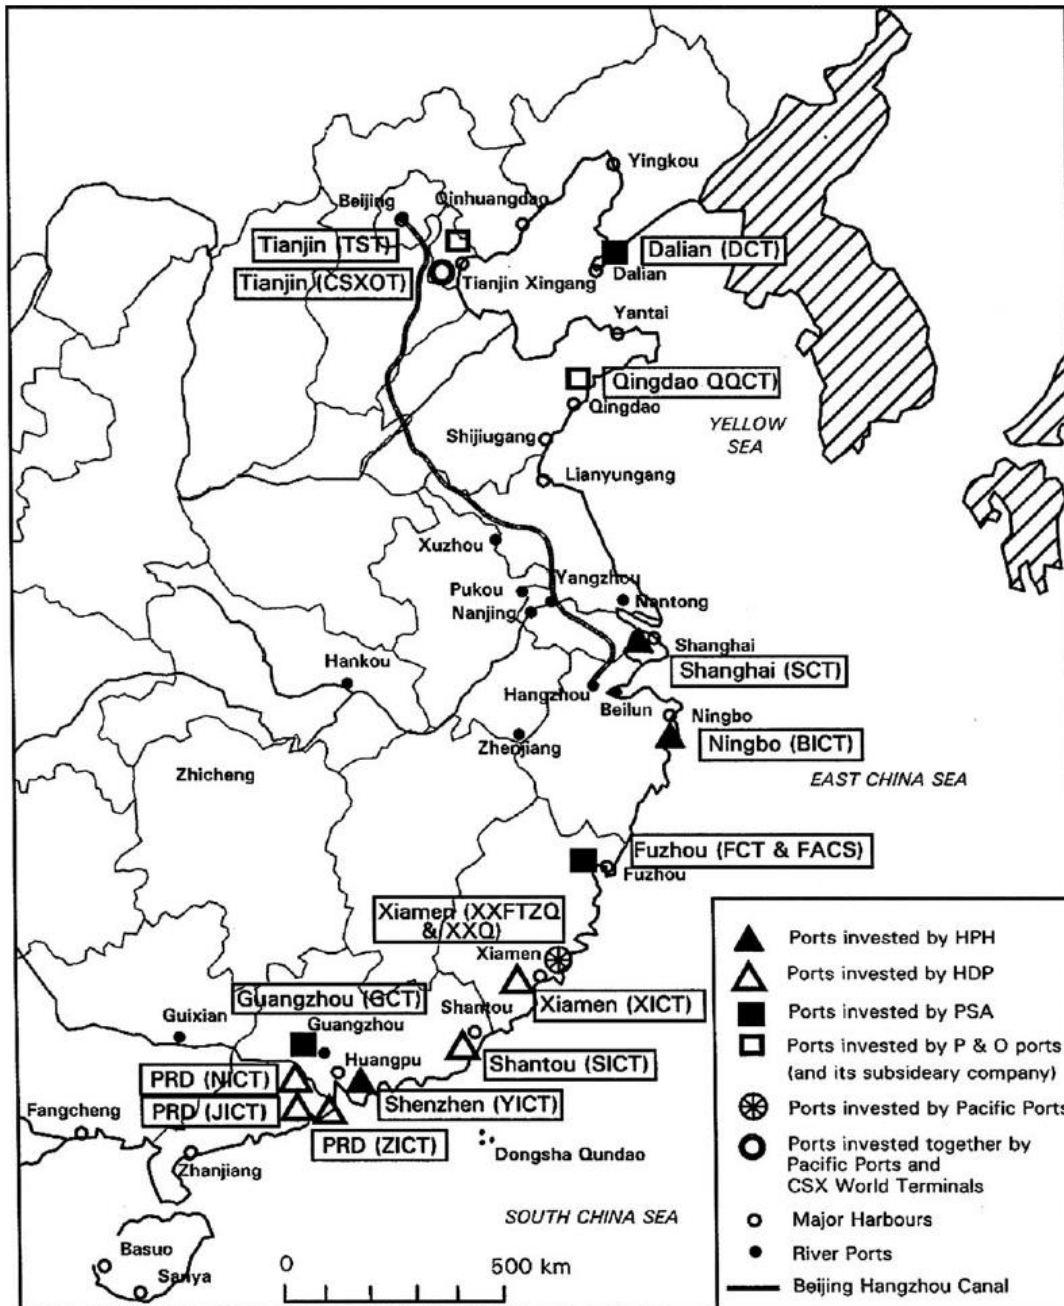 Yingkou
Qinhuangdao
Beijing
Tianjin (TST)
Dalian (DCT)
Tianjin (CSXOT)
Tianjin Xingang
Dalian
Yantai
Qingdao QQCT)
Qingdao
YELLOW
SEA
Shijiugang
Lianyungang
Xuzhou
Yangzhou
Pukou
Nantong
Nanjing
Shanghai
Shanghai (SCT)
Hankou
Hangzhou
Beilun
Ningbo
Ningbo (BICT)
Zhenjiang
Zhicheng
EAST CHINA SEA
Fuzhou (FCT & FACS)
Fuzhou
Xiamen (XXFTZQ
& XXQ)
Xiamen
Guangzhou (GCT)
Xiamen (XICT)
Shantou
Guixian
Guangzhou
Huangpu
Shantou (SICT)
PRD (NICT)
Shenzhen (YICT)
PRD (JICT)
Fangcheng
PRD (ZICT)
Zhanjiang
Dongsha Qundao
SOUTH CHINA SEA
Basuo
Sanya
0
500 km
Ports invested by HPH
Ports invested by HDP
Ports invested by PSA
Ports invested by P & O ports
(and its subsideary company)
Ports invested by Pacific Ports
Ports invested together by
Pacific Ports and
CSX World Terminals
Major Harbours
River Ports
Beijing Hangzhou Canal